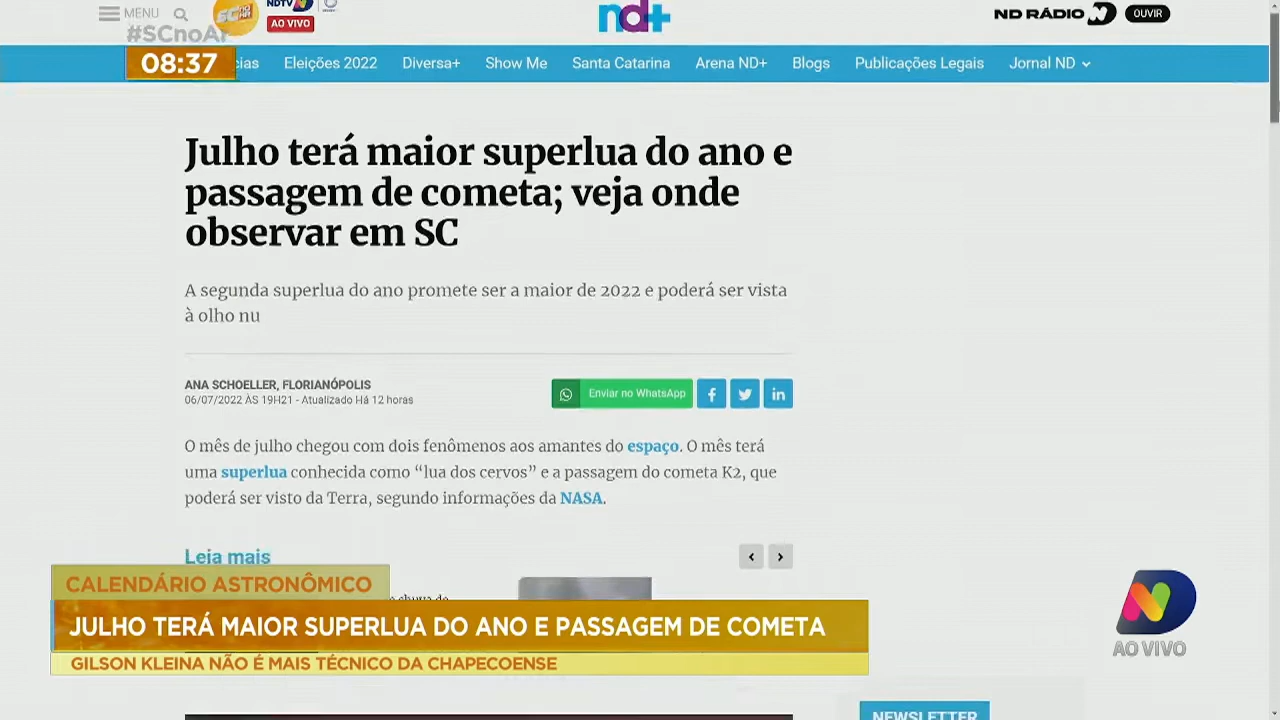 MENU
#SCnoAr
08:37
SC no AR
NDTV
AO VIVO
nd+
ND RÁDIO
OUVIR
Eleições 2022
Diversa+
Show Me
Santa Catarina
Arena ND+
Blogs
Publicações Legais
Jornal ND
Julho terá maior superlua do ano e
passagem de cometa; veja onde
observar em SC
A segunda superlua do ano promete ser a maior de 2022 e poderá ser vista
à olho nu
ANA SCHOELLER, FLORIANÓPOLIS
06/07/2022 ÀS 19H21 - Atualizado Há 12 horas
Enviar no WhatsApp
O mês de julho chegou com dois fenômenos aos amantes do espaço. O mês terá
uma superlua conhecida como “lua dos cervos” e a passagem do cometa K2, que
poderá ser visto da Terra, segundo informações da NASA.
Leia mais
CALENDÁRIO ASTRONÔMICO
JULHO TERÁ MAIOR SUPERLUA DO ANO E PASSAGEM DE COMETA
GILSON KLEINA NÃO É MAIS TÉCNICO DA CHAPECOENSE
AO VIVO
NEWSLETTER